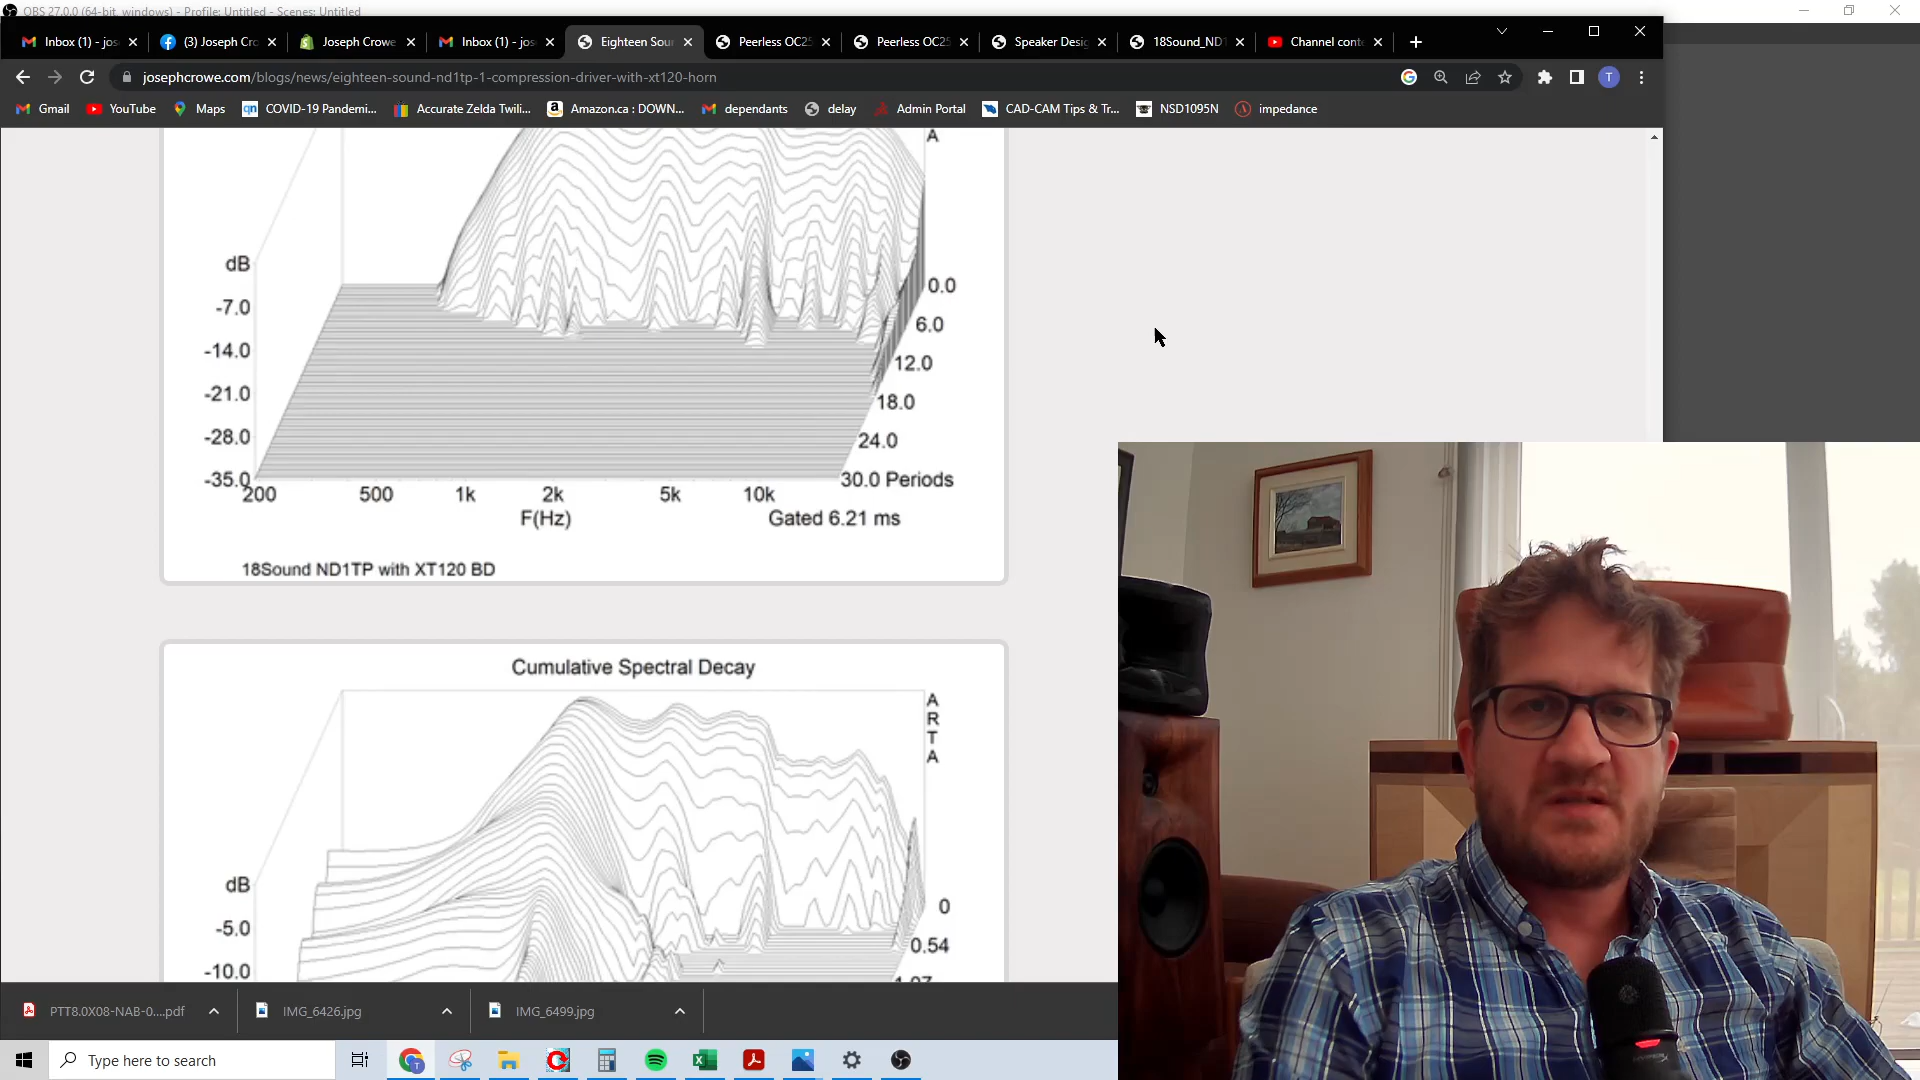 OBS 27.0.0 (64-bit, windows) - Profile: Untitled - Scenes: Untitled
Inbox (1) - jos
(3) Joseph Cro
Joseph Crowe
Inbox (1) - jos
Eighteen Sour
Peerless OC25
Peerless OC25
Speaker Desig
18Sound_ND1
Channel conte
josephcrowe.com/blogs/news/eighteen-sound-nd1tp-1-compression-driver-with-xt120-horn
T
Gmail
YouTube
Maps
COVID-19 Pandemi...
Accurate Zelda Twili...
Amazon.ca : DOWN...
dependants
delay
Admin Portal
CAD-CAM Tips & Tr...
NSD1095N
impedance
A
dB
-7.0
-14.0
-21.0
-28.0
-35.0
0.0
6.0
12.0
18.0
24.0
30.0 Periods
200
500
1k
2k
5k
10k
F(Hz)
Gated 6.21 ms
18Sound ND1TP with XT120 BD
Cumulative Spectral Decay
A
R
T
A
dB
-5.0
-10.0
0
0.54
PTT8.0X08-NAB-0....pdf
IMG_6426.jpg
IMG_6499.jpg
Type here to search